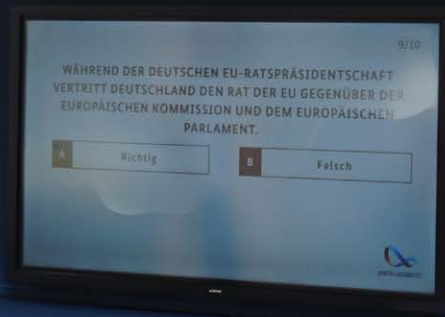 9/10
WÄHREND DER DEUTSCHEN EU-RATSPRÄSIDENTSCHAFT
VERTRITT DEUTSCHLAND DEN RAT DER EU GEGENÜBER DER
EUROPÄISCHEN KOMMISSION UND DEM EUROPÄISCHEN
PARLAMENT.
A Richtig
B Falsch